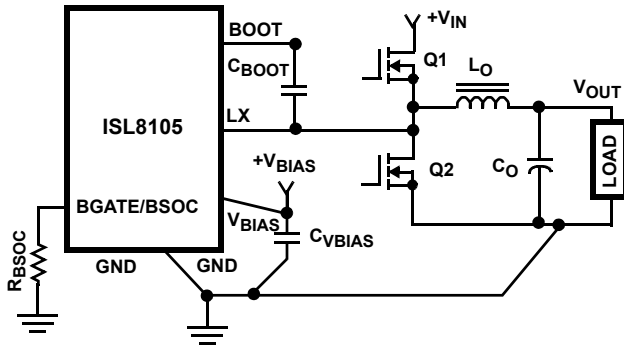 +VIN
BOOT
Q1
CBOOT
LO
VOUT
ISL8105
LX
LOAD
+VBIAS
Q2
CO
BGATE/BSOC
VBIAS
CVBIAS
RBSOC
GND
GND